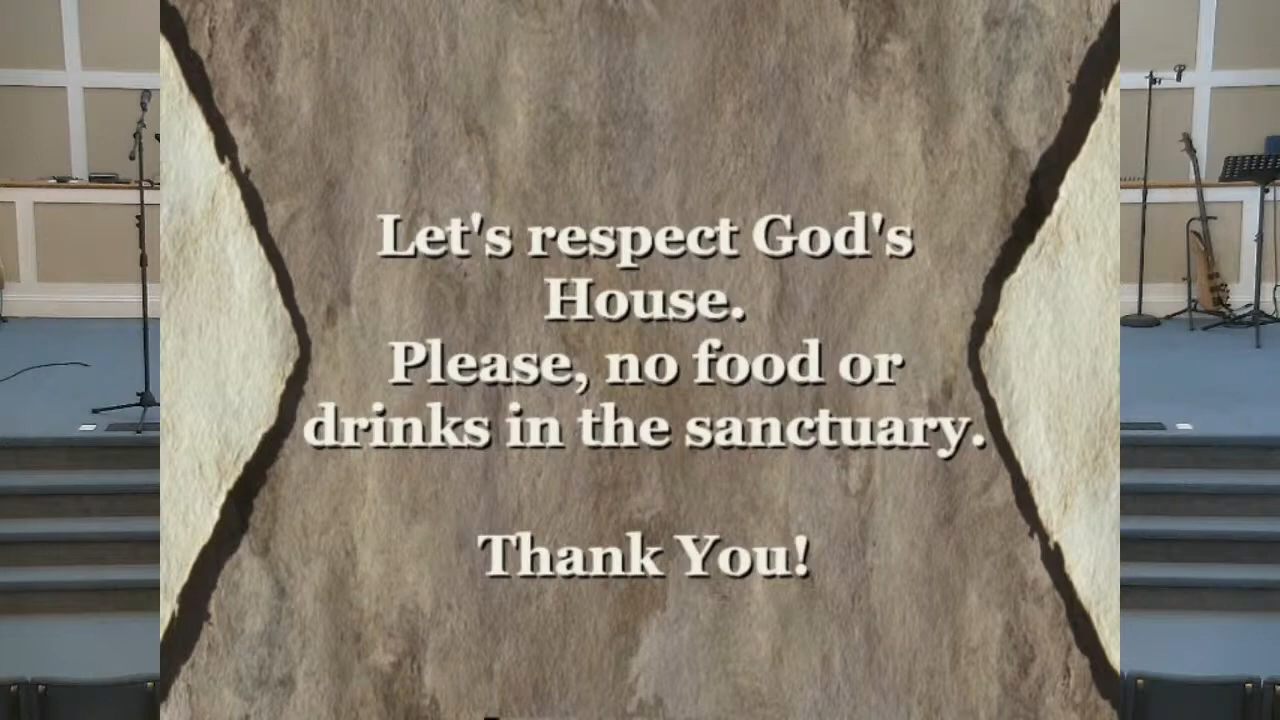 Let's respect God's
House.
Please, no food or
drinks in the sanctuary.
Thank You!